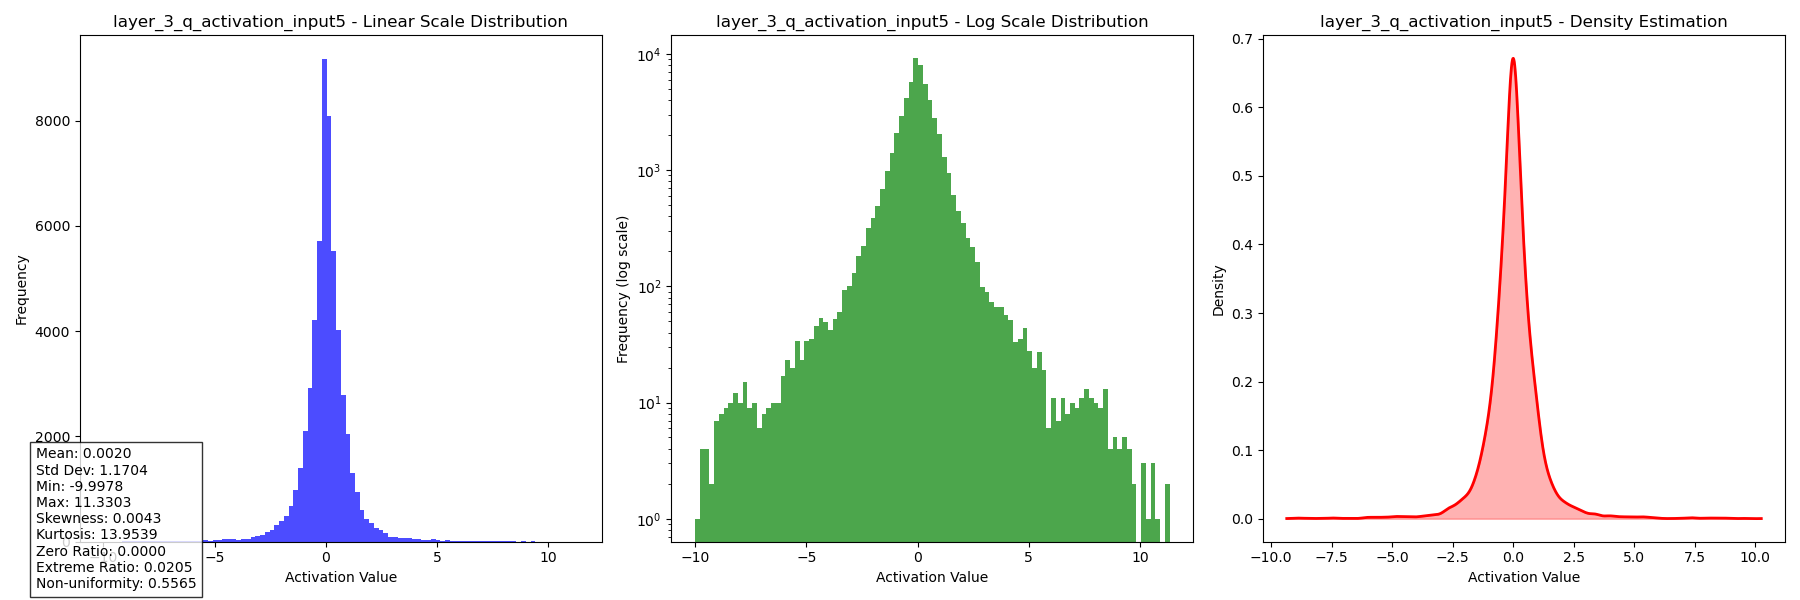 layer_3_q_activation_input5 - Linear Scale Distribution
8000
6000
4000
2000
0
Frequency
−5
0
5
10
Activation Value
Mean: 0.0020
Std Dev: 1.1704
Min: -9.9978
Max: 11.3303
Skewness: 0.0043
Kurtosis: 13.9539
Zero Ratio: 0.0000
Extreme Ratio: 0.0205
Non-uniformity: 0.5565
layer_3_q_activation_input5 - Log Scale Distribution
10⁴
10³
10²
10¹
10⁰
Frequency (log scale)
−10
−5
0
5
10
Activation Value
layer_3_q_activation_input5 - Density Estimation
0.7
0.6
0.5
0.4
0.3
0.2
0.1
0.0
Density
−10.0
−7.5
−5.0
−2.5
0.0
2.5
5.0
7.5
10.0
Activation Value